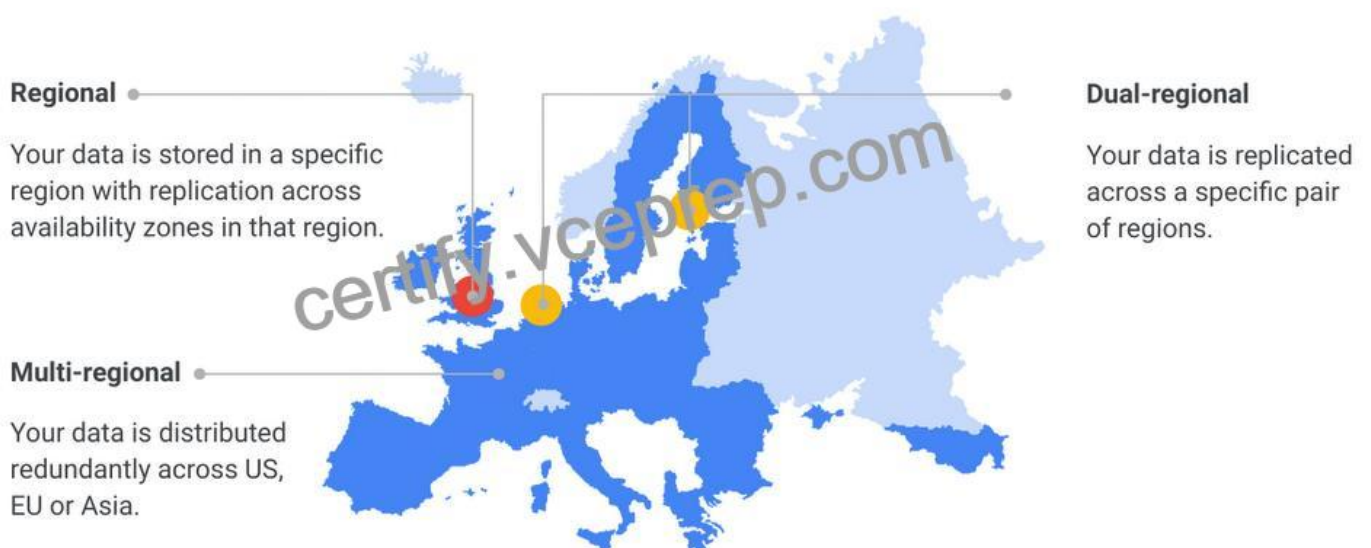 Regional
Your data is stored in a specific
region with replication across
availability zones in that region.
Multi-regional
Your data is distributed
redundantly across US,
EU or Asia.
Dual-regional
Your data is replicated
across a specific pair
of regions.
certify.vceprep.com